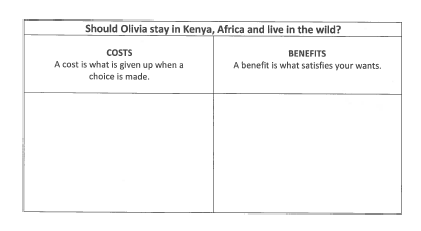 Should Olivia stay in Kenya, Africa and live in the wild?
COSTS
A cost is what is given up when a
choice is made.
BENEFITS
A benefit is what satisfies your wants.